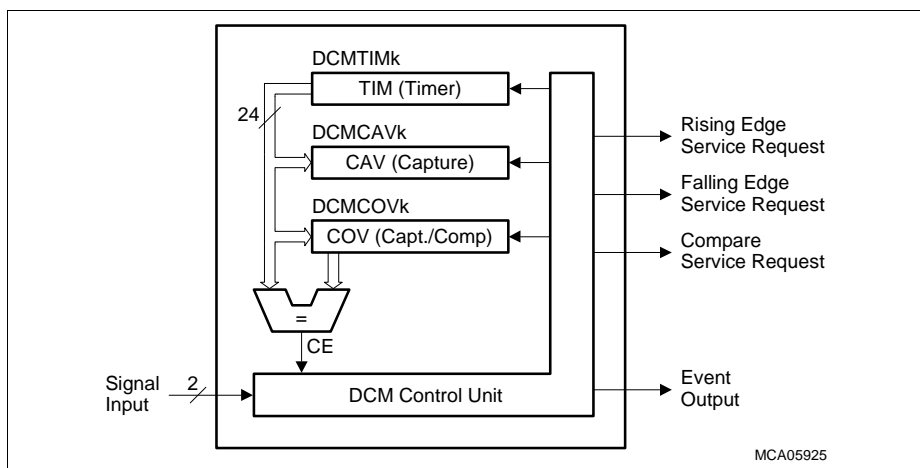 DCMTIMk
TIM (Timer)
24
DCMCAVk
CAV (Capture)
DCMCOVk
COV (Capt./Comp)
=
CE
Signal
Input
2
DCM Control Unit
Rising Edge
Service Request
Falling Edge
Service Request
Compare
Service Request
Event
Output
MCA05925